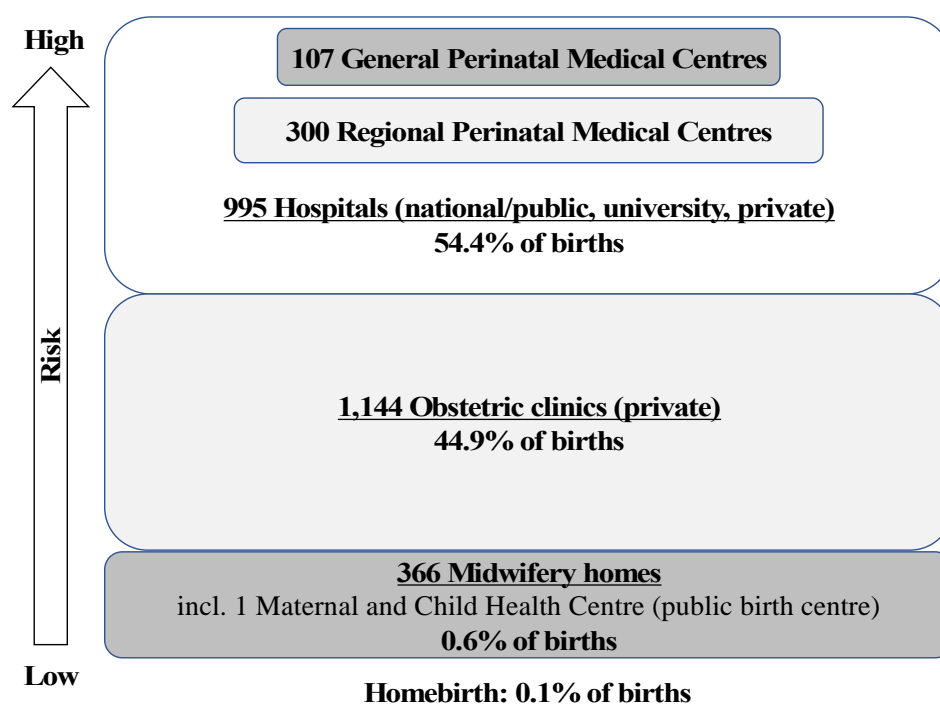 High
107 General Perinatal Medical Centres
300 Regional Perinatal Medical Centres
995 Hospitals (national/public, university, private)
54.4% of births
Risk
1,144 Obstetric clinics (private)
44.9% of births
366 Midwifery homes
incl. 1 Maternal and Child Health Centre (public birth centre)
0.6% of births
Low
Homebirth: 0.1% of births